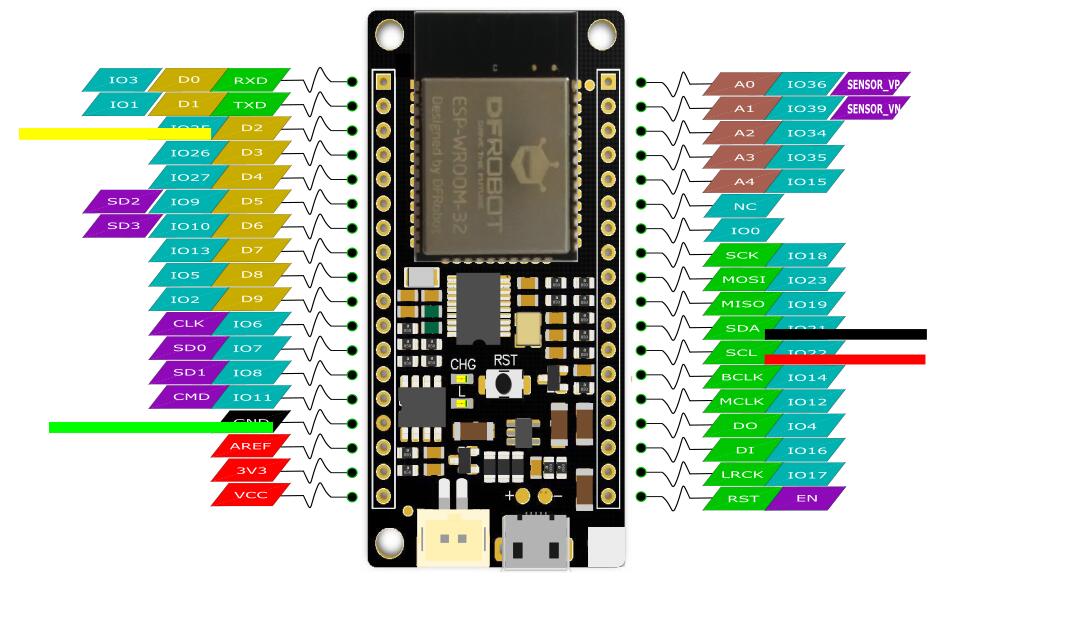 IO3 D0 RXD
IO1 D1 TXD
D2
IO26 D3
IO27 D4
SD2 IO9 D5
SD3 IO10 D6
IO13 D7
IO5 D8
IO2 D9
CLK IO6
SD0 IO7
SD1 IO8
CMD IO11
AREF
3V3
VCC
DFROBOT
DRIVE THE FUTURE
ESP-WROOM-32
Designed by DFRobot
CHG
RST
L
+ −
A0 IO36 SENSOR_VP
A1 IO39 SENSOR_VN
A2 IO34
A3 IO35
A4 IO15
NC
IO0
SCK IO18
MOSI IO23
MISO IO19
SDA
SCL
BCLK IO14
MCLK IO12
DO IO4
DI IO16
LRCK IO17
RST EN